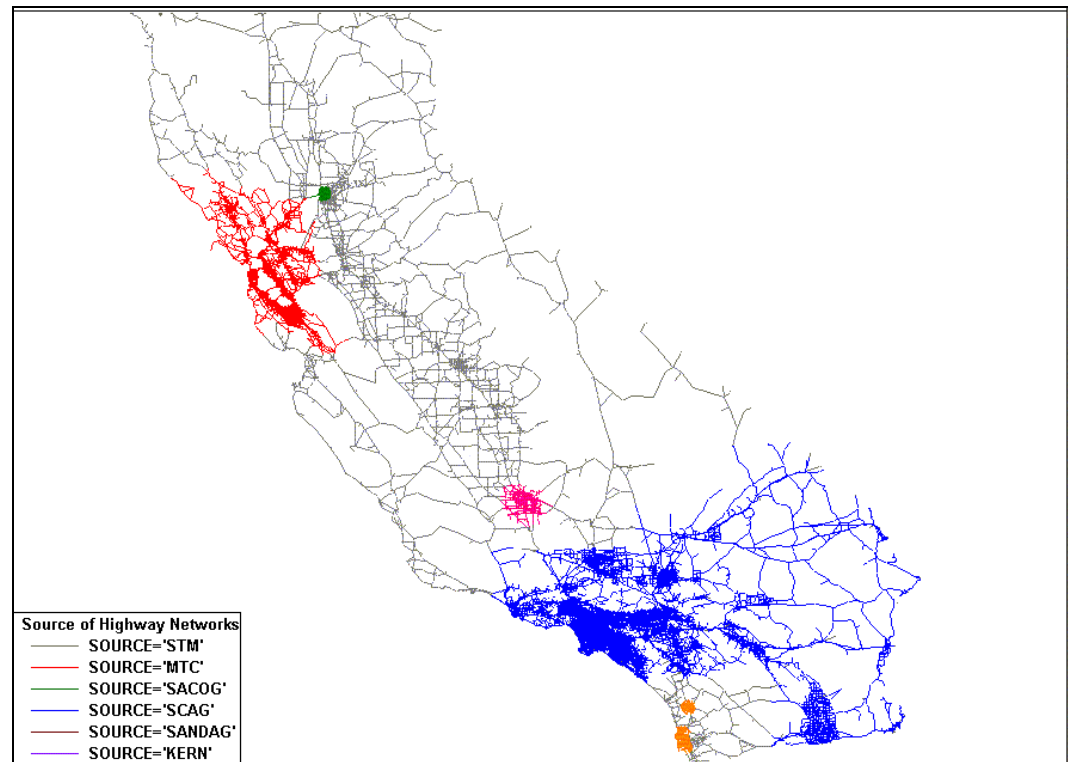 Source of Highway Networks
SOURCE='STM'
SOURCE='MTC'
SOURCE='SACOG'
SOURCE='SCAG'
SOURCE='SANDAG'
SOURCE='KERN'